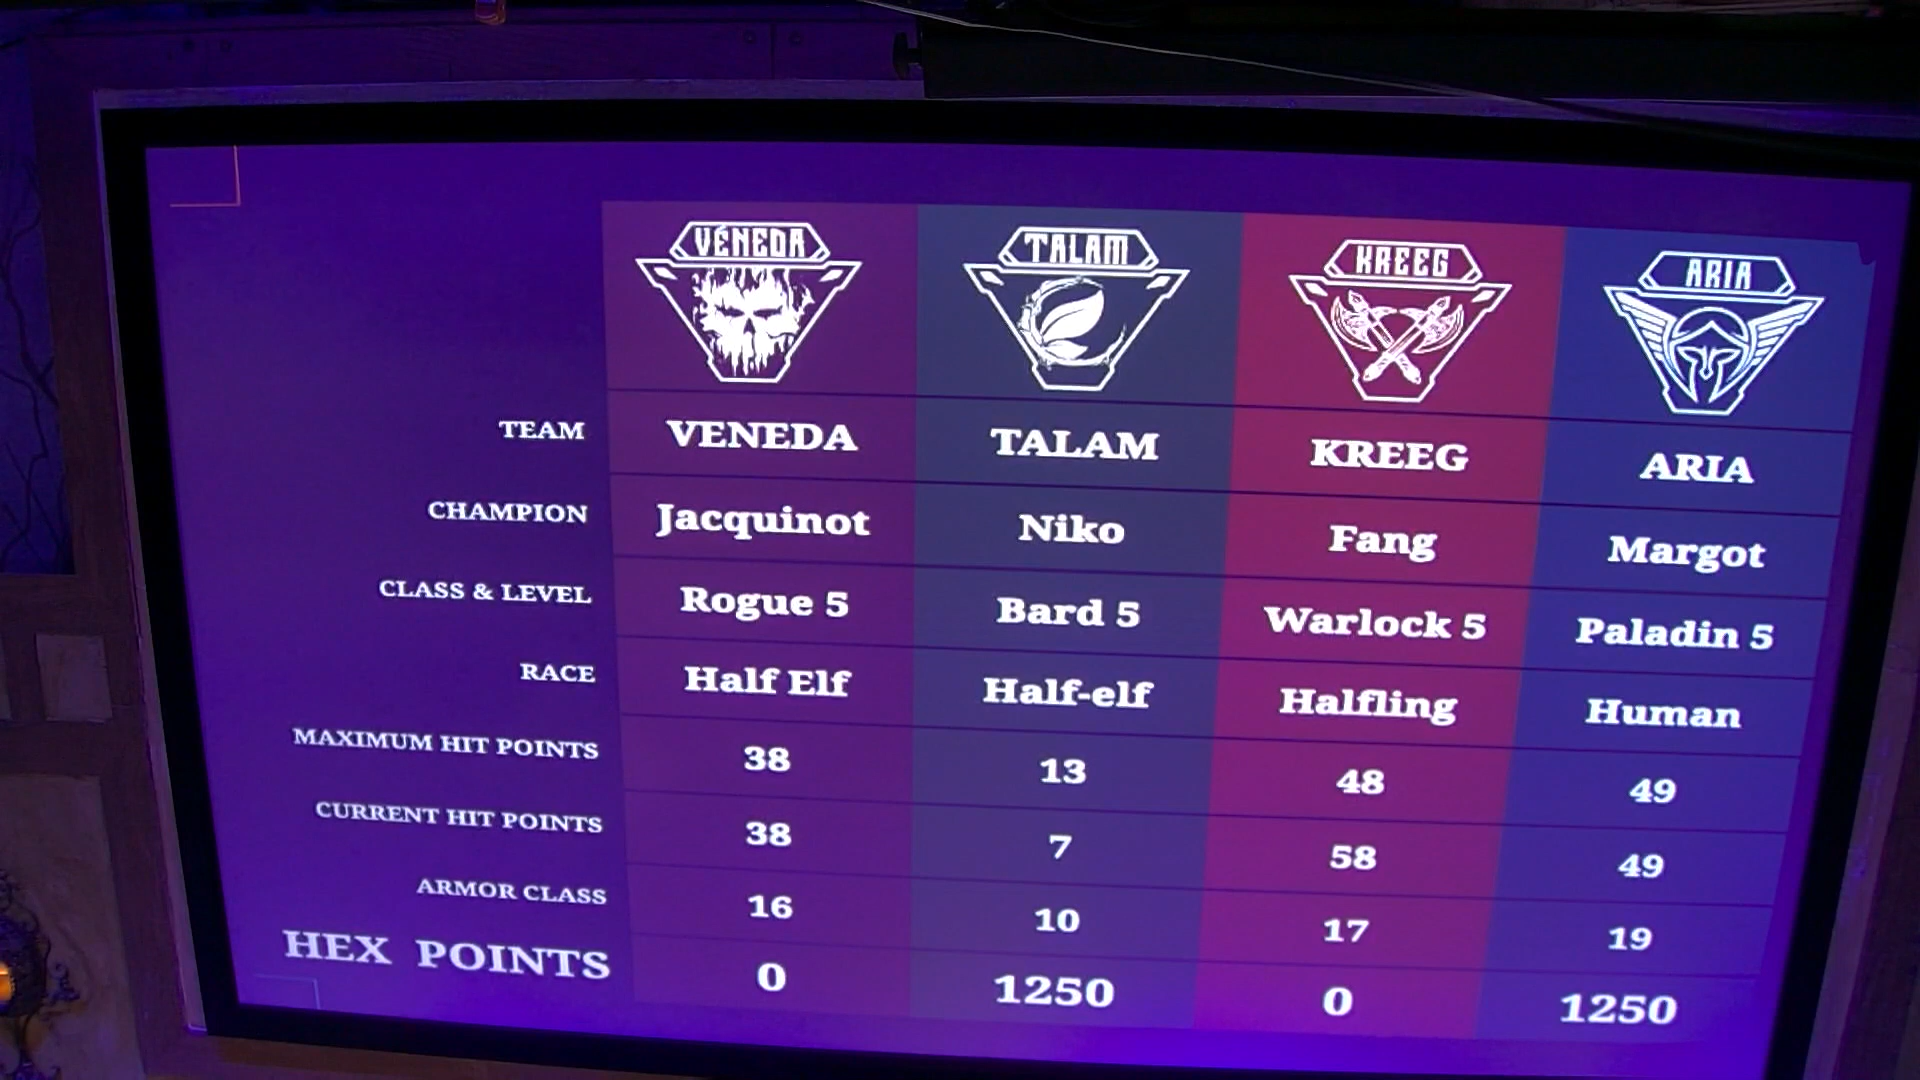 VÉNEDA TALAM KREEG ARIA
TEAM VENEDA TALAM KREEG ARIA
CHAMPION Jacquinot Niko Fang Margot
CLASS & LEVEL Rogue 5 Bard 5 Warlock 5 Paladin 5
RACE Half Elf Half-elf Halfling Human
MAXIMUM HIT POINTS 38 13 48 49
CURRENT HIT POINTS 38 7 58 49
ARMOR CLASS 16 10 17 19
HEX POINTS 0 1250 0 1250